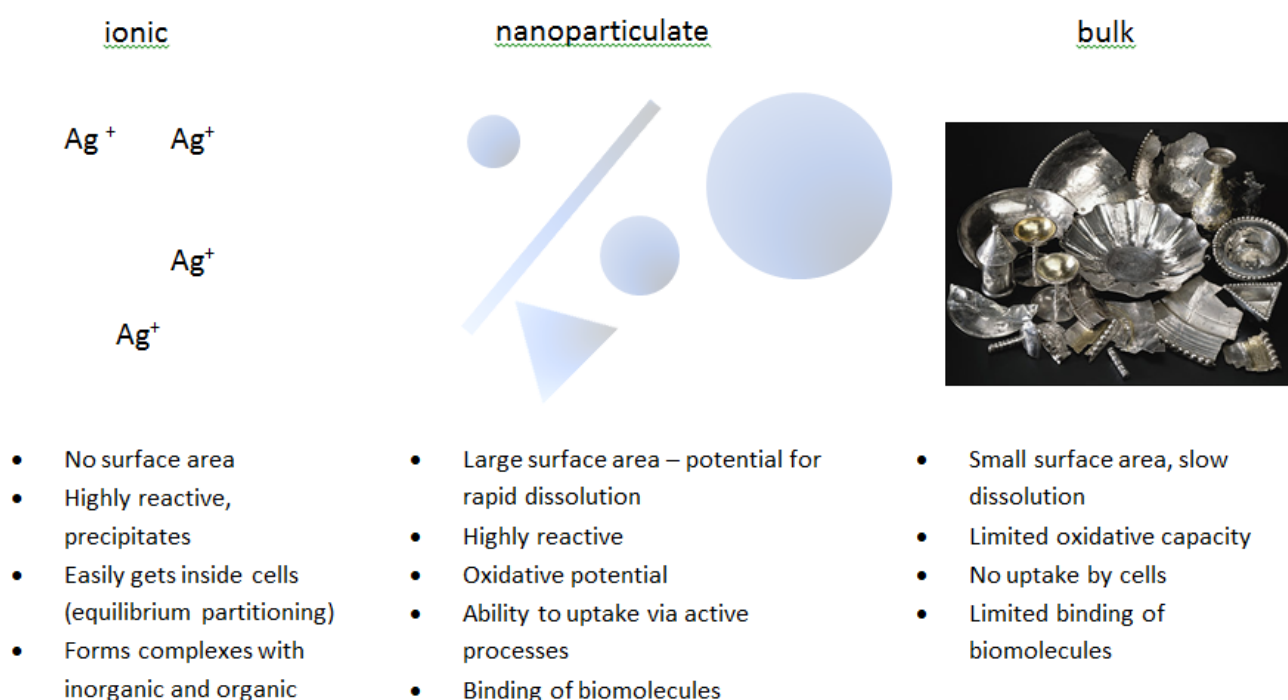 ionic
nanoparticulate
bulk
Ag +
Ag+
Ag+
Ag+
• No surface area
• Highly reactive,
precipitates
• Easily gets inside cells
(equilibrium partitioning)
• Forms complexes with
inorganic and organic
• Large surface area – potential for
rapid dissolution
• Highly reactive
• Oxidative potential
• Ability to uptake via active
processes
• Binding of biomolecules
• Small surface area, slow
dissolution
• Limited oxidative capacity
• No uptake by cells
• Limited binding of
biomolecules